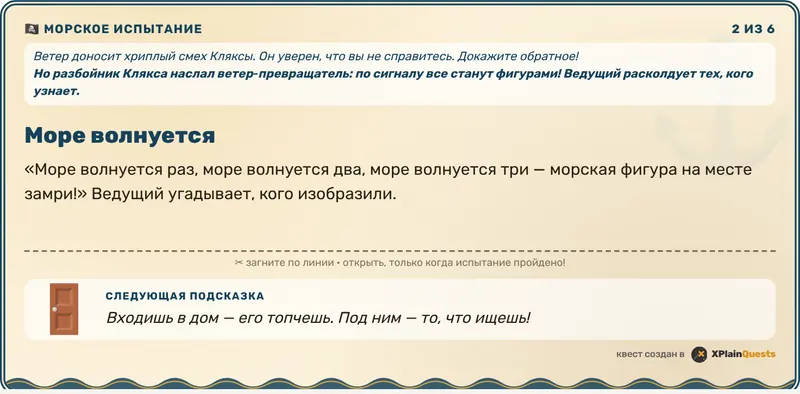 МОРСКОЕ ИСПЫТАНИЕ
2 ИЗ 6
Ветер доносит хриплый смех Кляксы. Он уверен, что вы не справитесь. Докажите обратное!
Но разбойник Клякса наслал ветер-превращатель: по сигналу все станут фигурами! Ведущий расколдует тех, кого
узнает.
Море волнуется
«Море волнуется раз, море волнуется два, море волнуется три — морская фигура на месте
замри!» Ведущий угадывает, кого изобразили.
✂ загните по линии • открыть, только когда испытание пройдено!
СЛЕДУЮЩАЯ ПОДСКАЗКА
Входишь в дом — его топчешь. Под ним — то, что ищешь!
квест создан в XPlainQuests